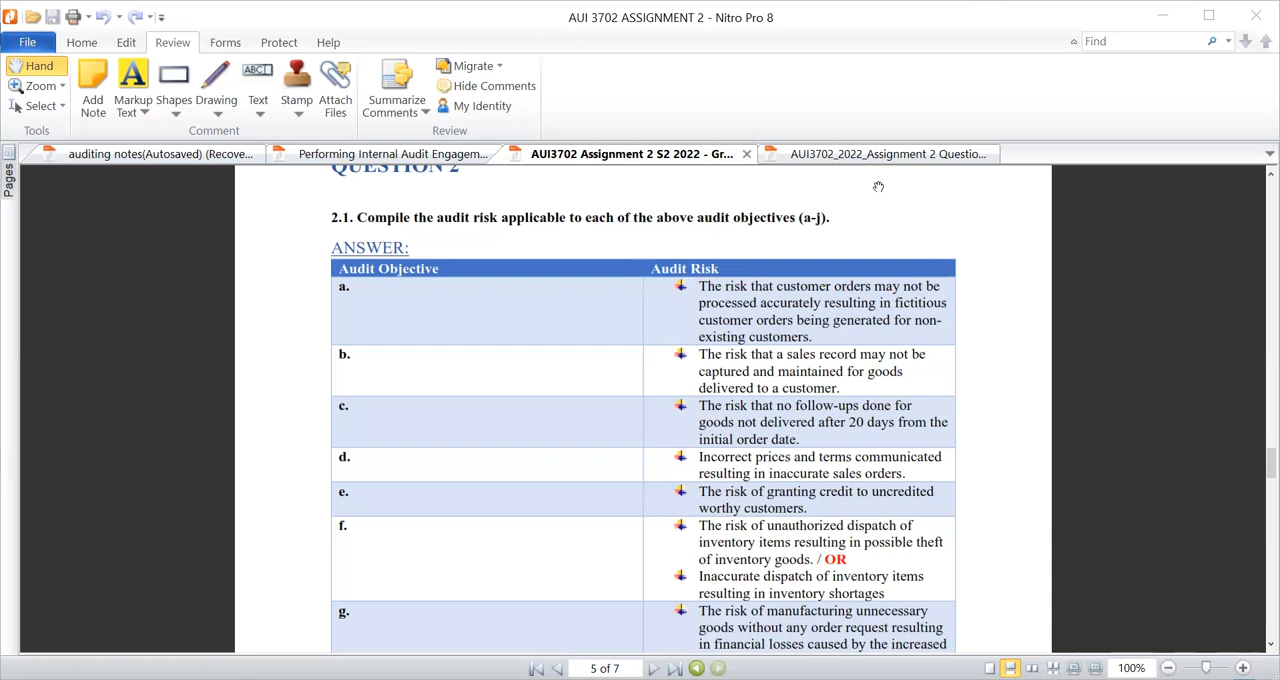 AUI 3702 ASSIGNMENT 2 - Nitro Pro 8
File Home Edit Review Forms Protect Help
Find
Hand
Zoom
Select
Tools
Add Note
Markup Text
Shapes
Drawing
ABCD
Text
Stamp
Attach Files
Comment
Summarize Comments
Migrate
Hide Comments
My Identity
Review
auditing notes(Autosaved) (Recove...
Performing Internal Audit Engagem...
AUI3702 Assignment 2 S2 2022 - Gr...
AUI3702_2022_Assignment 2 Questio...
Pages
QUESTION 2
2.1. Compile the audit risk applicable to each of the above audit objectives (a-j).
ANSWER:
Audit Objective Audit Risk
a. The risk that customer orders may not be
processed accurately resulting in fictitious
customer orders being generated for non-
existing customers.
b. The risk that a sales record may not be
captured and maintained for goods
delivered to a customer.
c. The risk that no follow-ups done for
goods not delivered after 20 days from the
initial order date.
d. Incorrect prices and terms communicated
resulting in inaccurate sales orders.
e. The risk of granting credit to uncredited
worthy customers.
f. The risk of unauthorized dispatch of
inventory items resulting in possible theft
of inventory goods. / OR
Inaccurate dispatch of inventory items
resulting in inventory shortages
g. The risk of manufacturing unnecessary
goods without any order request resulting
in financial losses caused by the increased
5 of 7
100%